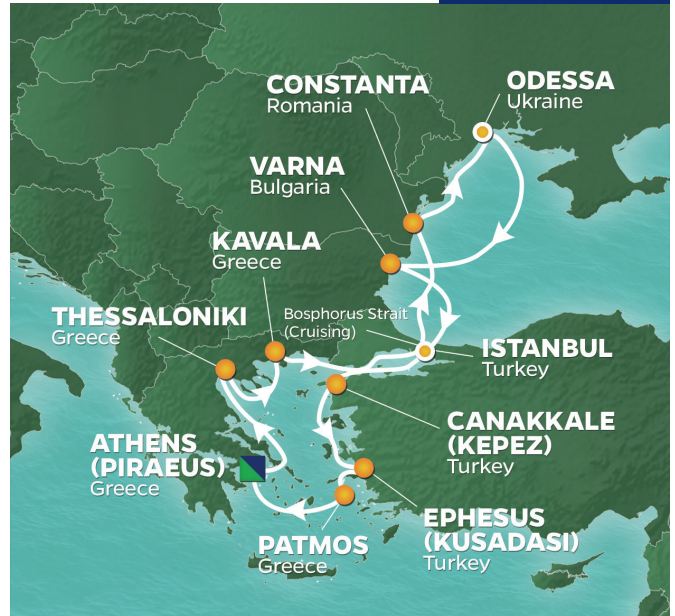 CONSTANTA
Romania
ODESSA
Ukraine
VARNA
Bulgaria
KAVALA
Greece
THESSALONIKI
Greece
Bosphorus Strait
(Cruising)
ISTANBUL
Turkey
CANAKKALE
(KEPEZ)
Turkey
ATHENS
(PIRAEUS)
Greece
EPHESUS
(KUSADASI)
Turkey
PATMOS
Greece